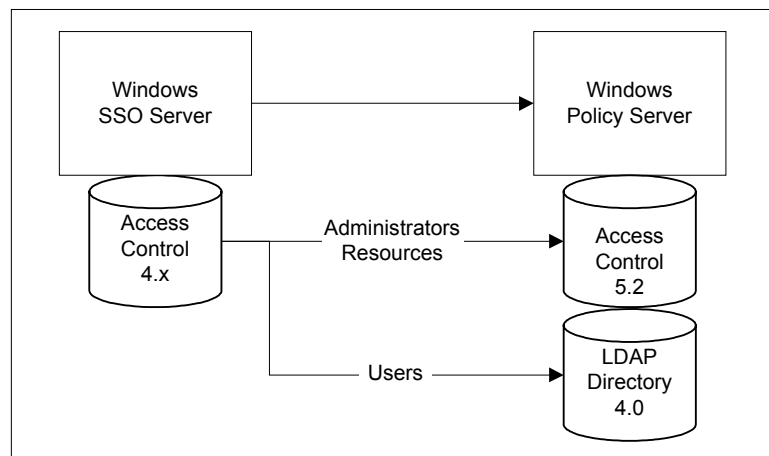 Windows
SSO Server
Windows
Policy Server
Access
Control
4.x
Administrators
Resources
Access
Control
5.2
Users
LDAP
Directory
4.0